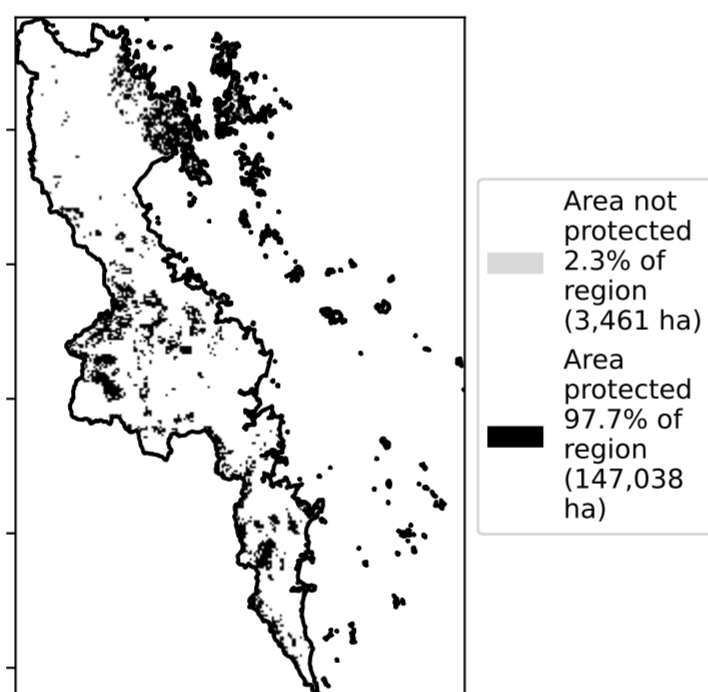 Area not
protected
2.3% of
region
(3,461 ha)
Area
protected
97.7% of
region
(147,038
ha)